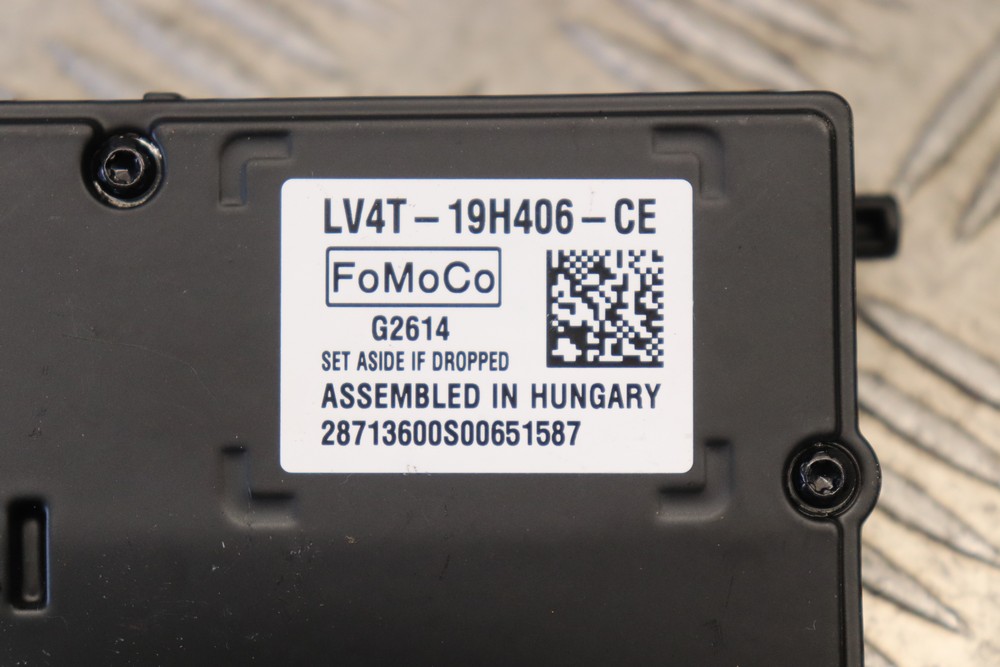 LV4T – 19H406 – CE
FoMoCo
G2614
SET ASIDE IF DROPPED
ASSEMBLED IN HUNGARY
28713600S00651587